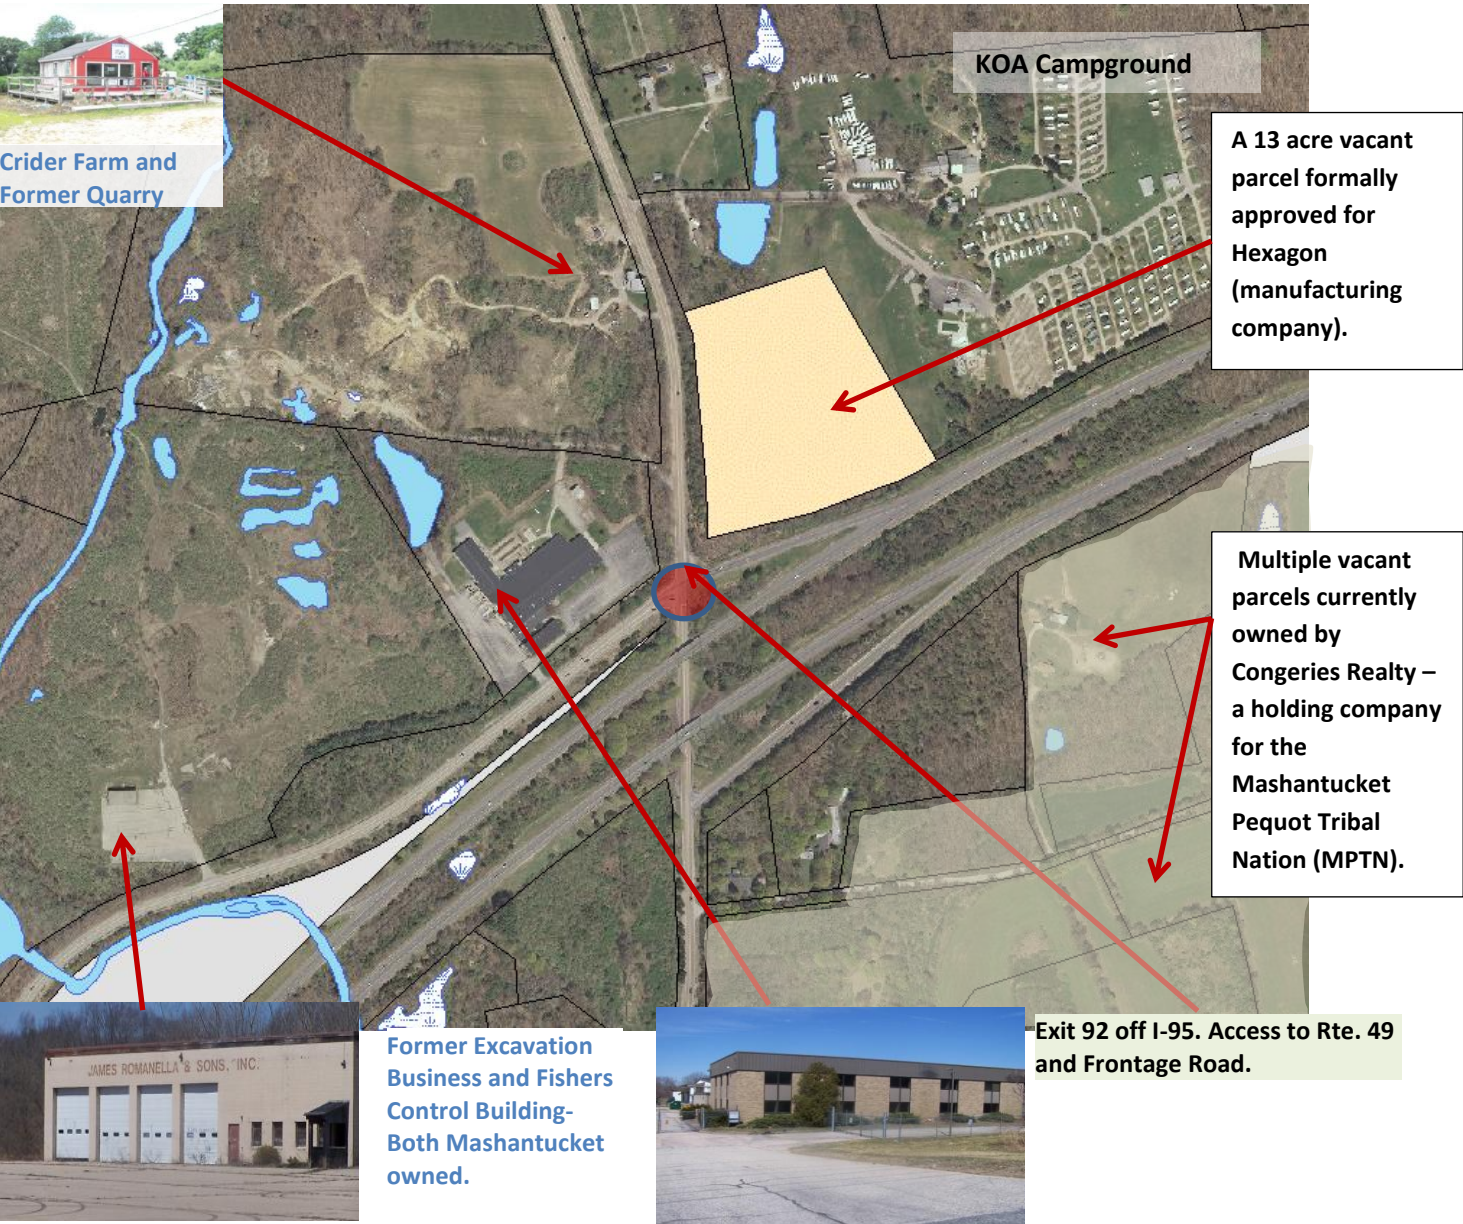 KOA Campground
Crider Farm and
Former Quarry
A 13 acre vacant
parcel formally
approved for
Hexagon
(manufacturing
company).
Multiple vacant
parcels currently
owned by
Congeries Realty –
a holding company
for the
Mashantucket
Pequot Tribal
Nation (MPTN).
JAMES ROMANELLA & SONS, INC.
Former Excavation
Business and Fishers
Control Building-
Both Mashantucket
owned.
Exit 92 off I-95. Access to Rte. 49
and Frontage Road.